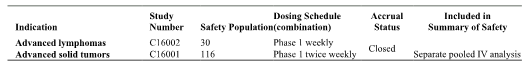 Indication Study Number Safety Population Dosing Schedule (combination) Accrual Status Included in Summary of Safety
Advanced lymphomas C16002 30 Phase 1 weekly Closed
Advanced solid tumors C16001 116 Phase 1 twice weekly Separate pooled IV analysis